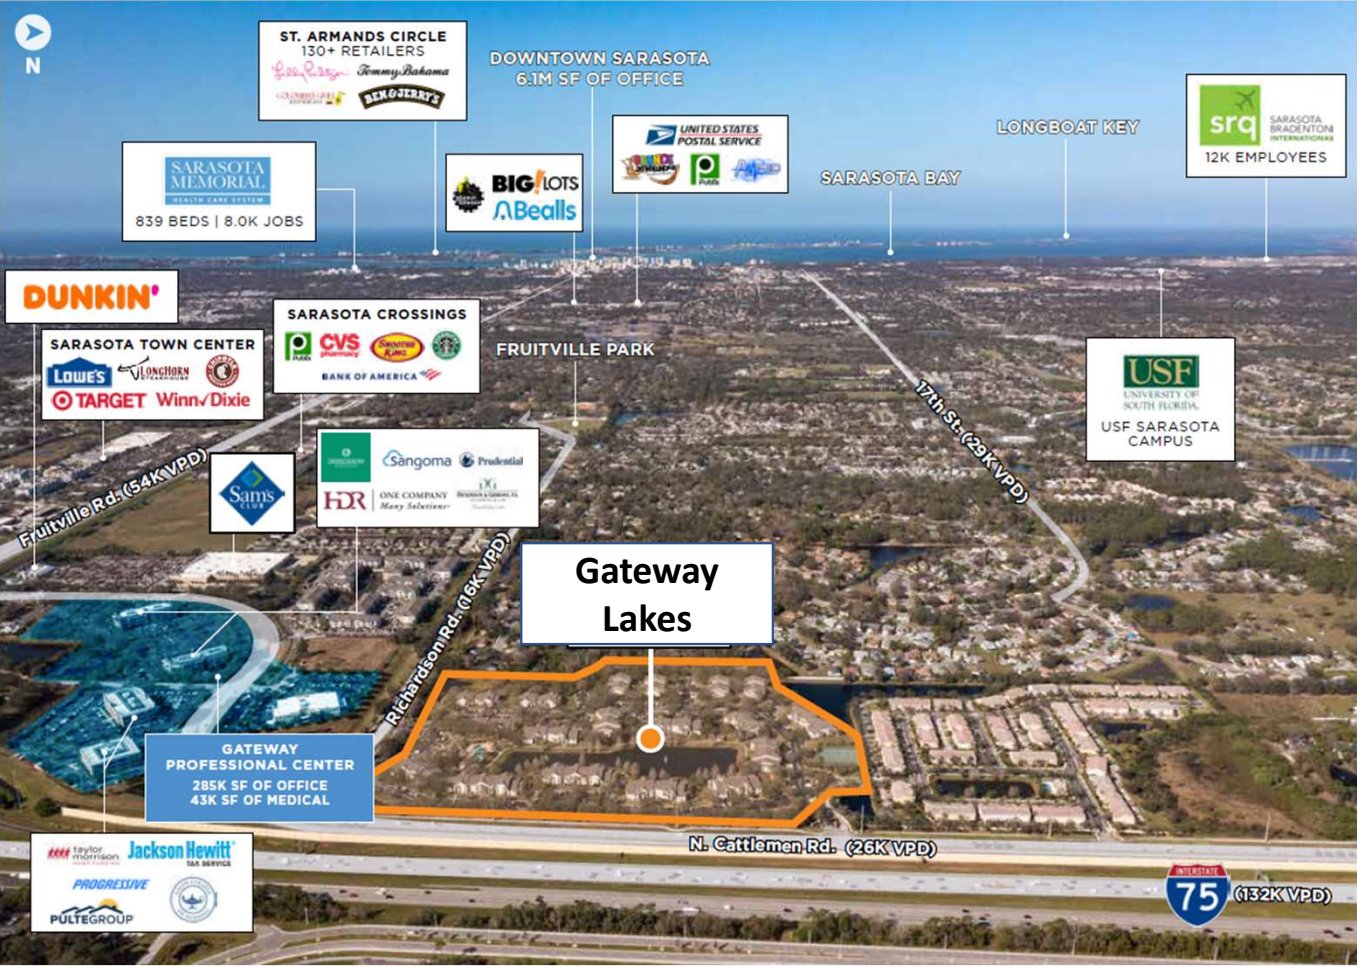 N
ST. ARMANDS CIRCLE
130+ RETAILERS
Lilly Pulitzer
Tommy Bahama
BEN & JERRY'S
DOWNTOWN SARASOTA
6.1M SF OF OFFICE
UNITED STATES
POSTAL SERVICE
Publix
LONGBOAT KEY
SARASOTA BAY
srq
SARASOTA
BRADENTON
INTERNATIONAL
12K EMPLOYEES
SARASOTA
MEMORIAL
HEALTH CARE SYSTEM
839 BEDS | 8.0K JOBS
BIG!LOTS
Bealls
DUNKIN'
SARASOTA TOWN CENTER
LOWE'S
LONGHORN
STEAKHOUSE
TARGET
Winn✓Dixie
SARASOTA CROSSINGS
Publix
CVS
pharmacy
SMOOTHIE
KING
BANK OF AMERICA
FRUITVILLE PARK
USF
UNIVERSITY OF
SOUTH FLORIDA
USF SARASOTA
CAMPUS
17th St. (29K VPD)
Fruitville Rd. (54K VPD)
Sam's
CLUB
Sangoma
Prudential
HDR
ONE COMPANY
Many Solutions
Richardson Rd. (16K VPD)
Gateway
Lakes
GATEWAY
PROFESSIONAL CENTER
285K SF OF OFFICE
43K SF OF MEDICAL
taylor
morrison
Jackson Hewitt
TAX SERVICE
PROGRESSIVE
PULTEGROUP
N. Cattlemen Rd. (26K VPD)
INTERSTATE
75
(132K VPD)